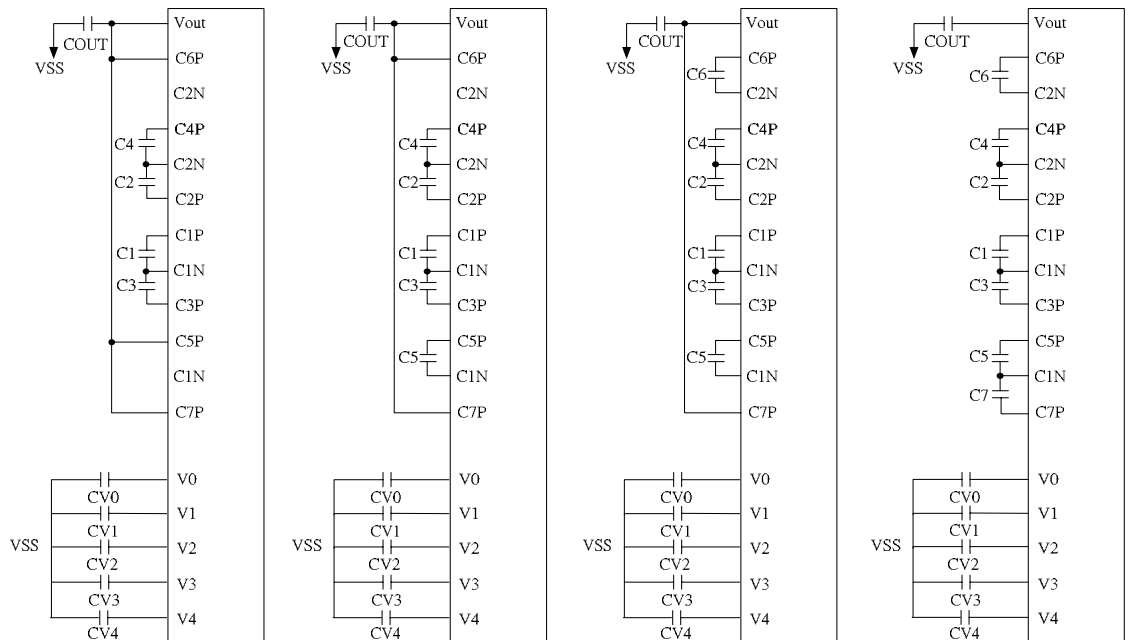 Vout
COUT
VSS
C6P
C2N
C4P
C4
C2N
C2
C2P
C1P
C1
C1N
C3
C3P
C5P
C1N
C7P
V0
CV0
V1
CV1
VSS
V2
CV2
V3
CV3
V4
CV4
Vout
COUT
VSS
C6P
C2N
C4P
C4
C2N
C2
C2P
C1P
C1
C1N
C3
C3P
C5P
C5
C1N
C7P
V0
CV0
V1
CV1
VSS
V2
CV2
V3
CV3
V4
CV4
Vout
COUT
VSS
C6P
C6
C2N
C4P
C4
C2N
C2
C2P
C1P
C1
C1N
C3
C3P
C5P
C5
C1N
C7P
V0
CV0
V1
CV1
VSS
V2
CV2
V3
CV3
V4
CV4
Vout
COUT
VSS
C6P
C6
C2N
C4P
C4
C2N
C2
C2P
C1P
C1
C1N
C3
C3P
C5P
C5
C1N
C7
C7P
V0
CV0
V1
CV1
VSS
V2
CV2
V3
CV3
V4
CV4